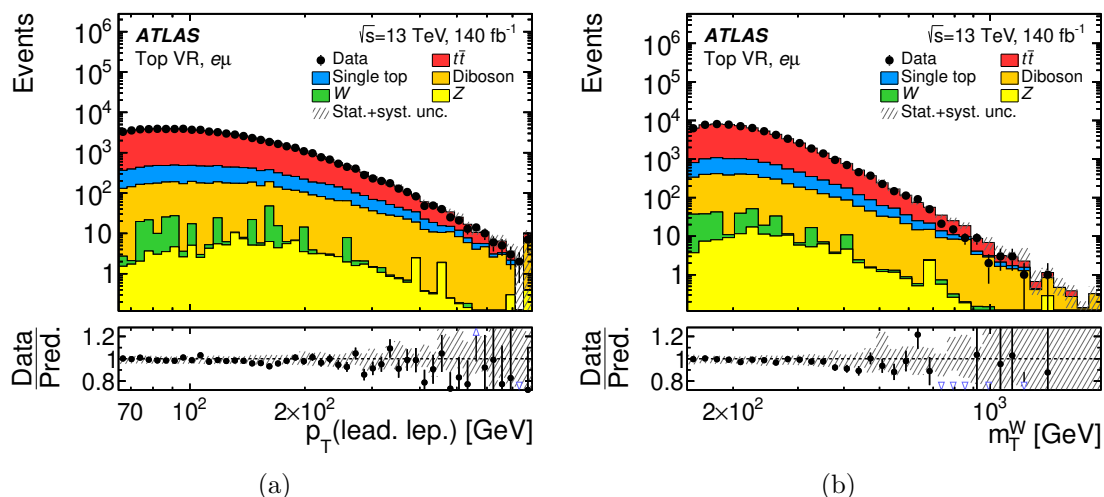 Events
10⁶
10⁵
10⁴
10³
10²
10
1
ATLAS
√s=13 TeV, 140 fb⁻¹
Top VR, eμ
Data
tt̄
Single top
Diboson
W
Z
Stat.+syst. unc.
Data
Pred.
1.2
1
0.8
70
10²
2×10²
p_T(lead. lep.) [GeV]
(a)
Events
10⁶
10⁵
10⁴
10³
10²
10
1
ATLAS
√s=13 TeV, 140 fb⁻¹
Top VR, eμ
Data
tt̄
Single top
Diboson
W
Z
Stat.+syst. unc.
Data
Pred.
1.2
1
0.8
2×10²
10³
m_T^W [GeV]
(b)